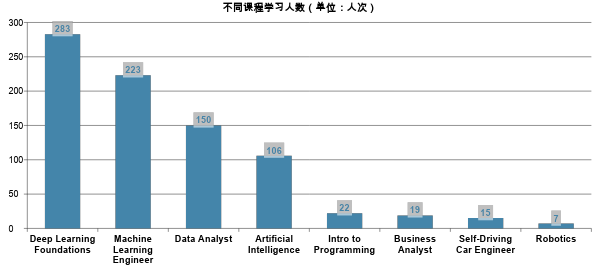 不同课程学习人数（单位：人次）
300
250
200
150
100
50
0
283
223
150
106
22
19
15
7
Deep Learning
Foundations
Machine
Learning
Engineer
Data Analyst
Artificial
Intelligence
Intro to
Programming
Business
Analyst
Self-Driving
Car Engineer
Robotics